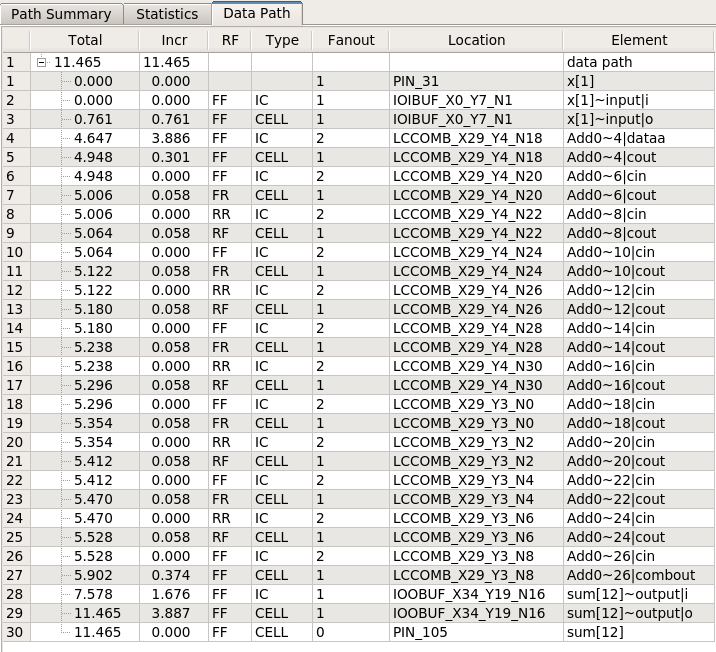 Path Summary Statistics Data Path
Total Incr RF Type Fanout Location Element
1 11.465 11.465 data path
1 0.000 0.000 1 PIN_31 x[1]
2 0.000 0.000 FF IC 1 IOIBUF_X0_Y7_N1 x[1]~input|i
3 0.761 0.761 FF CELL 1 IOIBUF_X0_Y7_N1 x[1]~input|o
4 4.647 3.886 FF IC 2 LCCOMB_X29_Y4_N18 Add0~4|dataa
5 4.948 0.301 FF CELL 1 LCCOMB_X29_Y4_N18 Add0~4|cout
6 4.948 0.000 FF IC 2 LCCOMB_X29_Y4_N20 Add0~6|cin
7 5.006 0.058 FR CELL 1 LCCOMB_X29_Y4_N20 Add0~6|cout
8 5.006 0.000 RR IC 2 LCCOMB_X29_Y4_N22 Add0~8|cin
9 5.064 0.058 RF CELL 1 LCCOMB_X29_Y4_N22 Add0~8|cout
10 5.064 0.000 FF IC 2 LCCOMB_X29_Y4_N24 Add0~10|cin
11 5.122 0.058 FR CELL 1 LCCOMB_X29_Y4_N24 Add0~10|cout
12 5.122 0.000 RR IC 2 LCCOMB_X29_Y4_N26 Add0~12|cin
13 5.180 0.058 RF CELL 1 LCCOMB_X29_Y4_N26 Add0~12|cout
14 5.180 0.000 FF IC 2 LCCOMB_X29_Y4_N28 Add0~14|cin
15 5.238 0.058 FR CELL 1 LCCOMB_X29_Y4_N28 Add0~14|cout
16 5.238 0.000 RR IC 2 LCCOMB_X29_Y4_N30 Add0~16|cin
17 5.296 0.058 RF CELL 1 LCCOMB_X29_Y4_N30 Add0~16|cout
18 5.296 0.000 FF IC 2 LCCOMB_X29_Y3_N0 Add0~18|cin
19 5.354 0.058 FR CELL 1 LCCOMB_X29_Y3_N0 Add0~18|cout
20 5.354 0.000 RR IC 2 LCCOMB_X29_Y3_N2 Add0~20|cin
21 5.412 0.058 RF CELL 1 LCCOMB_X29_Y3_N2 Add0~20|cout
22 5.412 0.000 FF IC 2 LCCOMB_X29_Y3_N4 Add0~22|cin
23 5.470 0.058 FR CELL 1 LCCOMB_X29_Y3_N4 Add0~22|cout
24 5.470 0.000 RR IC 2 LCCOMB_X29_Y3_N6 Add0~24|cin
25 5.528 0.058 RF CELL 1 LCCOMB_X29_Y3_N6 Add0~24|cout
26 5.528 0.000 FF IC 2 LCCOMB_X29_Y3_N8 Add0~26|cin
27 5.902 0.374 FF CELL 1 LCCOMB_X29_Y3_N8 Add0~26|combout
28 7.578 1.676 FF IC 1 IOOBUF_X34_Y19_N16 sum[12]~output|i
29 11.465 3.887 FF CELL 1 IOOBUF_X34_Y19_N16 sum[12]~output|o
30 11.465 0.000 FF CELL 0 PIN_105 sum[12]